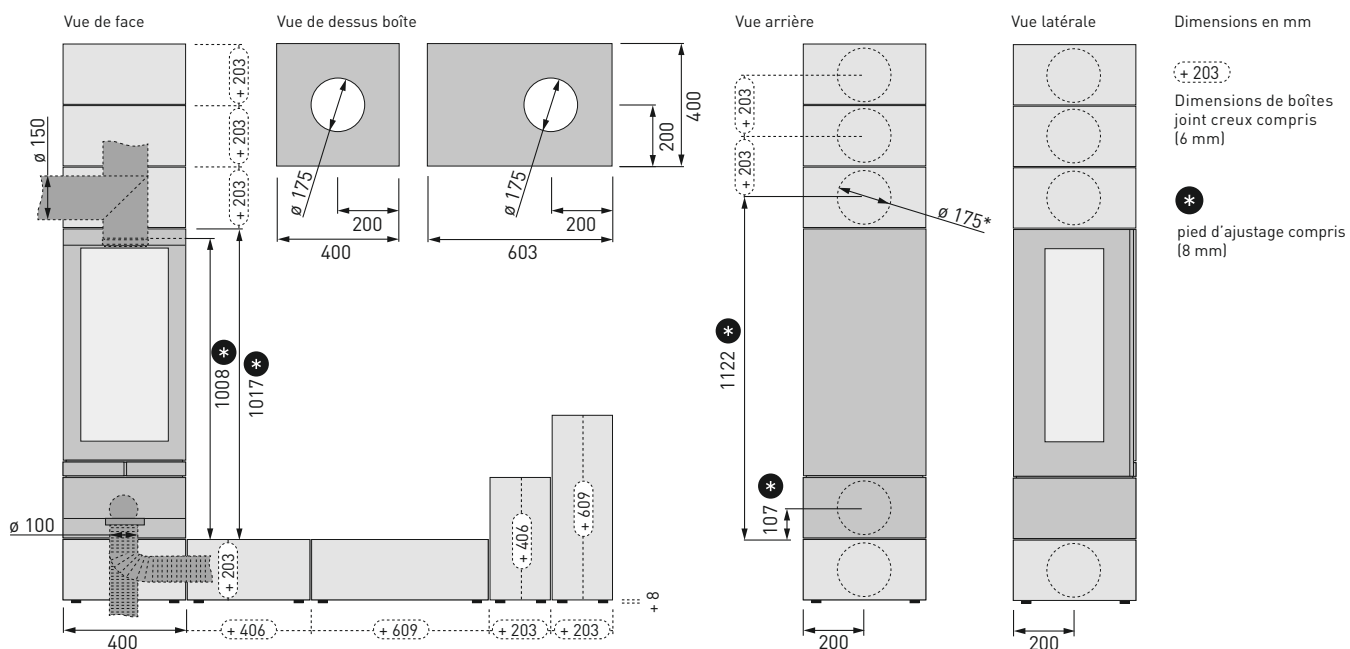 Vue de face
Vue de dessus boîte
Vue arrière
Vue latérale
Dimensions en mm
+ 203
+ 203
+ 203
ø 150
1008 *
1017 *
ø 100
+ 203
400
+ 406
+ 609
+ 203
+ 203
+ 406
+ 609
+ 8
ø 175
200
400
ø 175
200
603
200
400
+ 203
+ 203
ø 175*
1122 *
107 *
200
200
+ 203
Dimensions de boîtes
joint creux compris
(6 mm)
*
pied d'ajustage compris
(8 mm)